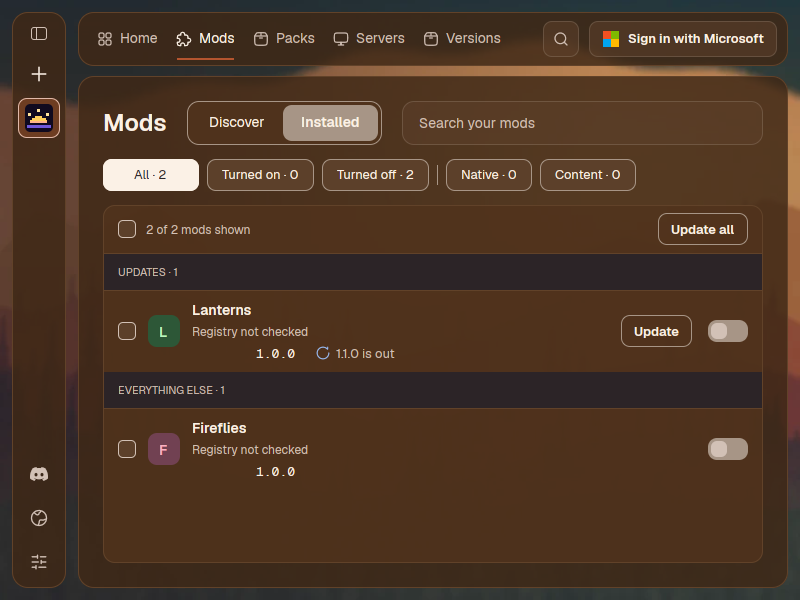 Home
Mods
Packs
Servers
Versions
Sign in with Microsoft
Mods
Discover
Installed
Search your mods
All · 2
Turned on · 0
Turned off · 2
Native · 0
Content · 0
2 of 2 mods shown
Update all
UPDATES · 1
L
Lanterns
Registry not checked
1.0.0
1.1.0 is out
Update
EVERYTHING ELSE · 1
F
Fireflies
Registry not checked
1.0.0